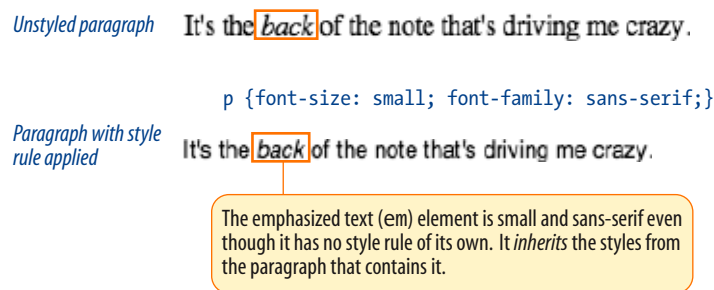 Unstyled paragraph
It's the back of the note that's driving me crazy.
p {font-size: small; font-family: sans-serif;}
Paragraph with style
rule applied
It's the back of the note that's driving me crazy.
The emphasized text (em) element is small and sans-serif even
though it has no style rule of its own. It inherits the styles from
the paragraph that contains it.